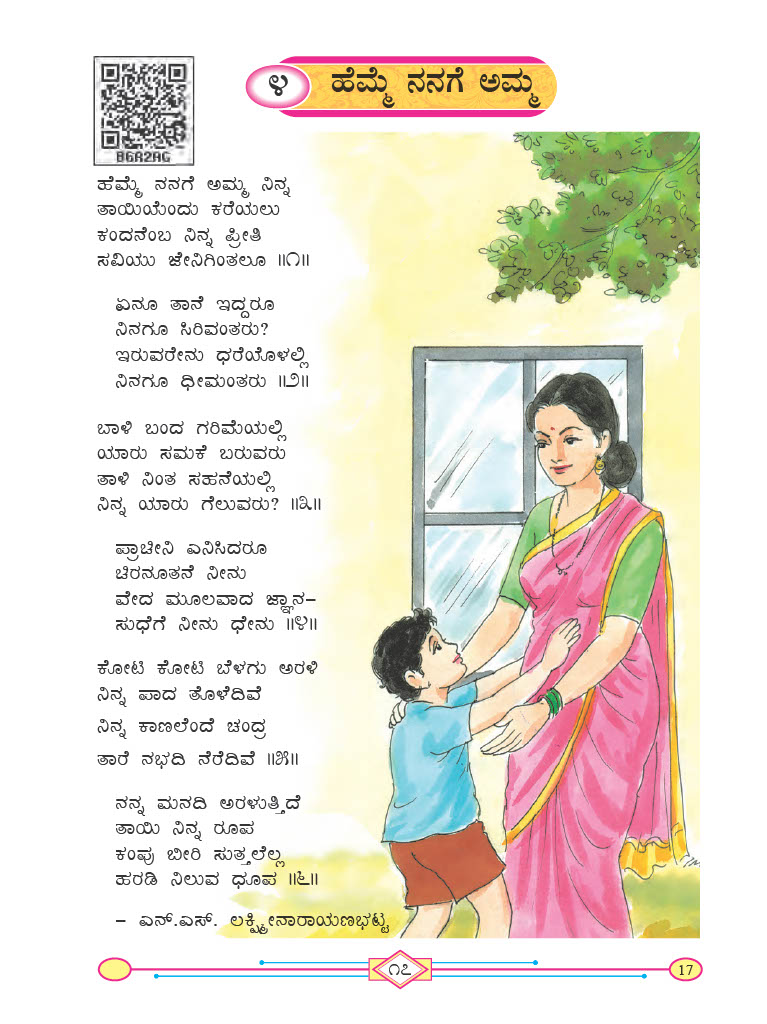 ೪ ಹೆಮ್ಮೆ ನನಗೆ ಅಮ್ಮ
B6A2AG
ಹೆಮ್ಮೆ ನನಗೆ ಅಮ್ಮ ನಿನ್ನ
ತಾಯಿಯೆಂದು ಕರೆಯಲು
ಕಂದನೆಂಬ ನಿನ್ನ ಪ್ರೀತಿ
ಸವಿಯು ಜೇನಿಗಿಂತಲೂ ॥೧॥
ಏನೂ ತಾನೆ ಇದ್ದರೂ
ನಿನಗೂ ಸಿರಿವಂತರು?
ಇರುವರೇನು ಧರೆಯೊಳಲ್ಲಿ
ನಿನಗೂ ಧೀಮಂತರು ॥೨॥
ಬಾಳಿ ಬಂದ ಗರಿಮೆಯಲ್ಲಿ
ಯಾರು ಸಮಕೆ ಬರುವರು
ತಾಳಿ ನಿಂತ ಸಹನೆಯಲ್ಲಿ
ನಿನ್ನ ಯಾರು ಗೆಲುವರು? ॥೩॥
ಪ್ರಾಚೀನಿ ಎನಿಸಿದರೂ
ಚಿರನೂತನೆ ನೀನು
ವೇದ ಮೂಲವಾದ ಜ್ಞಾನ–
ಸುಧೆಗೆ ನೀನು ಧೇನು ॥೪॥
ಕೋಟಿ ಕೋಟಿ ಬೆಳಗು ಅರಳಿ
ನಿನ್ನ ಪಾದ ತೊಳೆದಿವೆ
ನಿನ್ನ ಕಾಣಲೆಂದೆ ಚಂದ್ರ
ತಾರೆ ನಭದಿ ನೆರೆದಿವೆ ॥೫॥
ನನ್ನ ಮನದಿ ಅರಳುತ್ತಿದೆ
ತಾಯಿ ನಿನ್ನ ರೂಪ
ಕಂಪು ಬೀರಿ ಸುತ್ತಲೆಲ್ಲ
ಹರಡಿ ನಿಲುವ ಧೂಪ ॥೬॥
– ಎನ್.ಎಸ್. ಲಕ್ಷ್ಮೀನಾರಾಯಣಭಟ್ಟ
೧೭
17